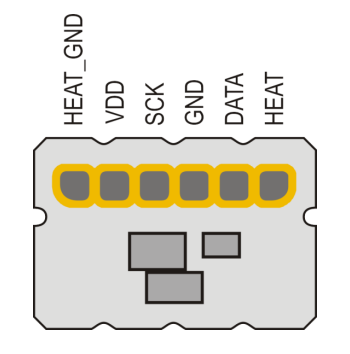 HEAT_GND
VDD
SCK
GND
DATA
HEAT